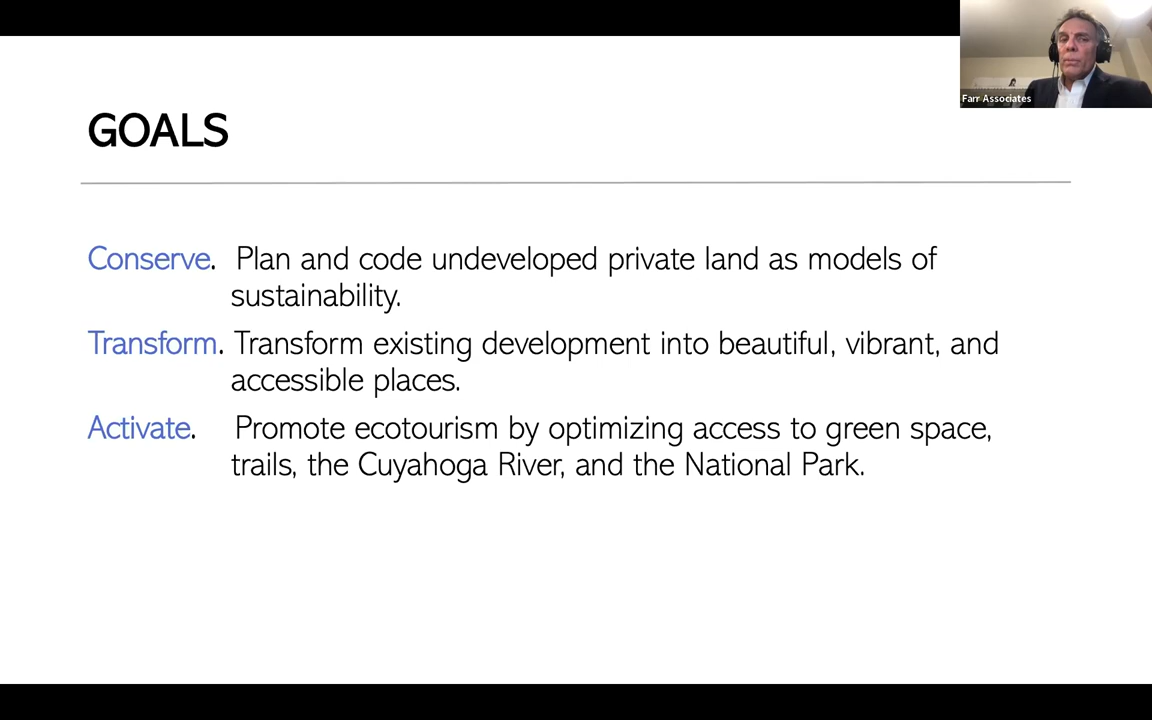 Farr Associates
GOALS
Conserve. Plan and code undeveloped private land as models of
sustainability.
Transform. Transform existing development into beautiful, vibrant, and
accessible places.
Activate. Promote ecotourism by optimizing access to green space,
trails, the Cuyahoga River, and the National Park.